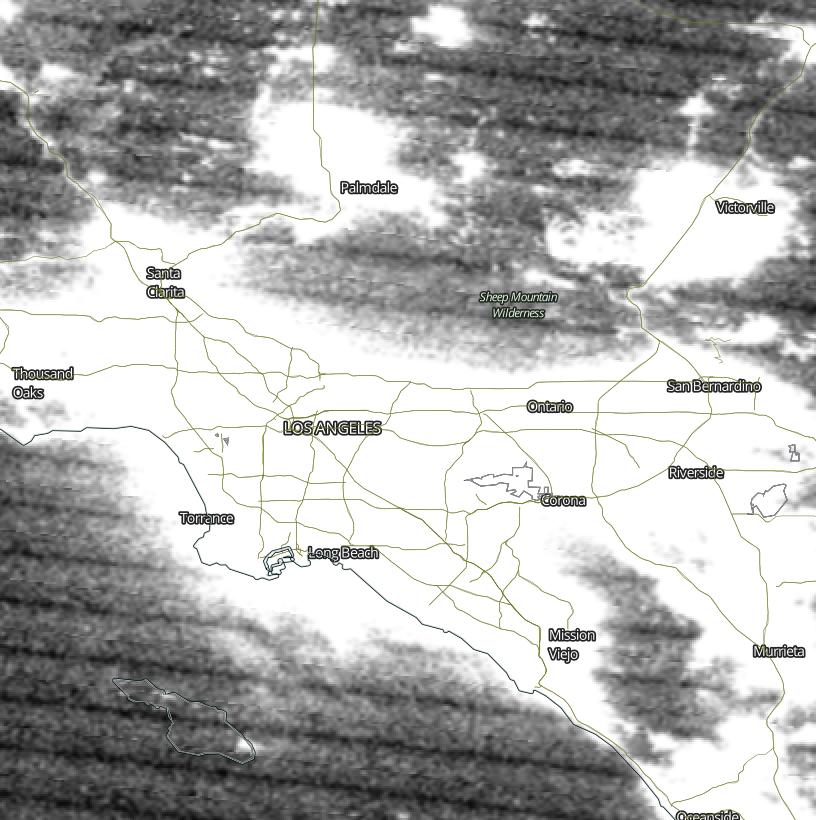 Palmdale
Victorville
Santa
Clarita
Sheep Mountain
Wilderness
Thousand
Oaks
San Bernardino
Ontario
LOS ANGELES
Riverside
Corona
Torrance
Long Beach
Mission
Viejo
Murrieta
Oceanside